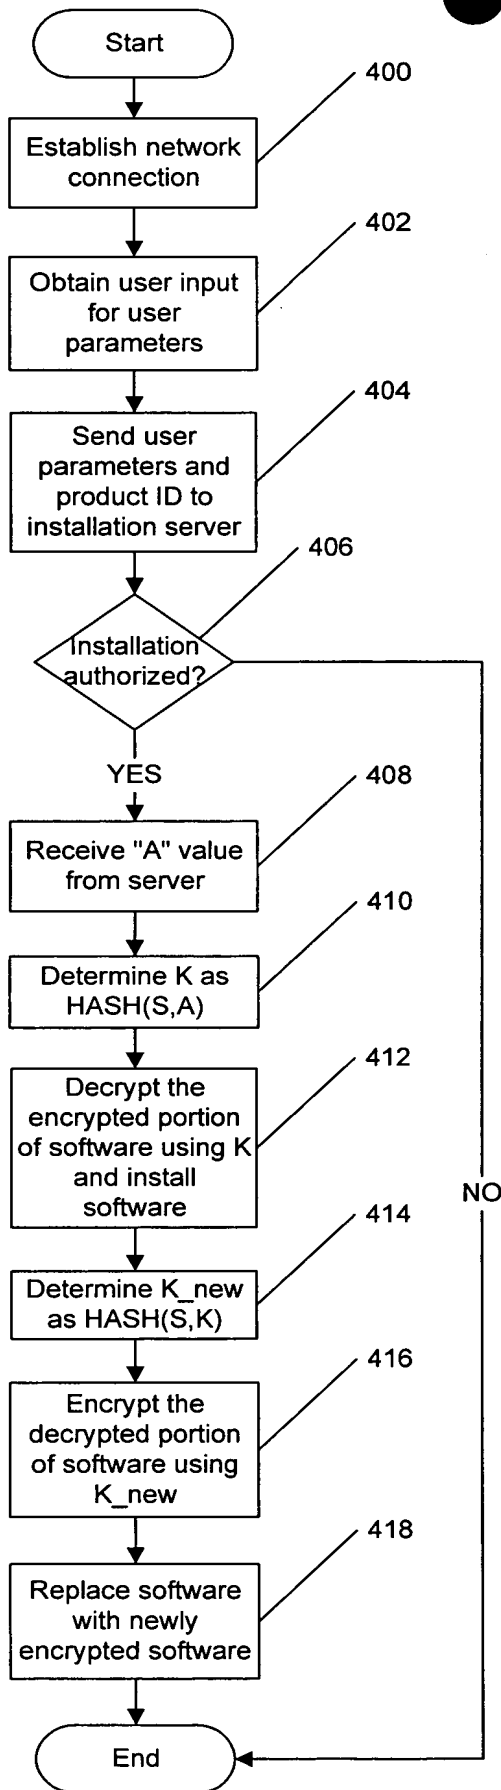 Start
400
Establish network
connection
402
Obtain user input
for user
parameters
404
Send user
parameters and
product ID to
installation server
406
Installation
authorized?
YES
408
Receive "A" value
from server
410
Determine K as
HASH(S,A)
412
Decrypt the
encrypted portion
of software using K
and install
software
NO
414
Determine K_new
as HASH(S,K)
416
Encrypt the
decrypted portion
of software using
K_new
418
Replace software
with newly
encrypted software
End